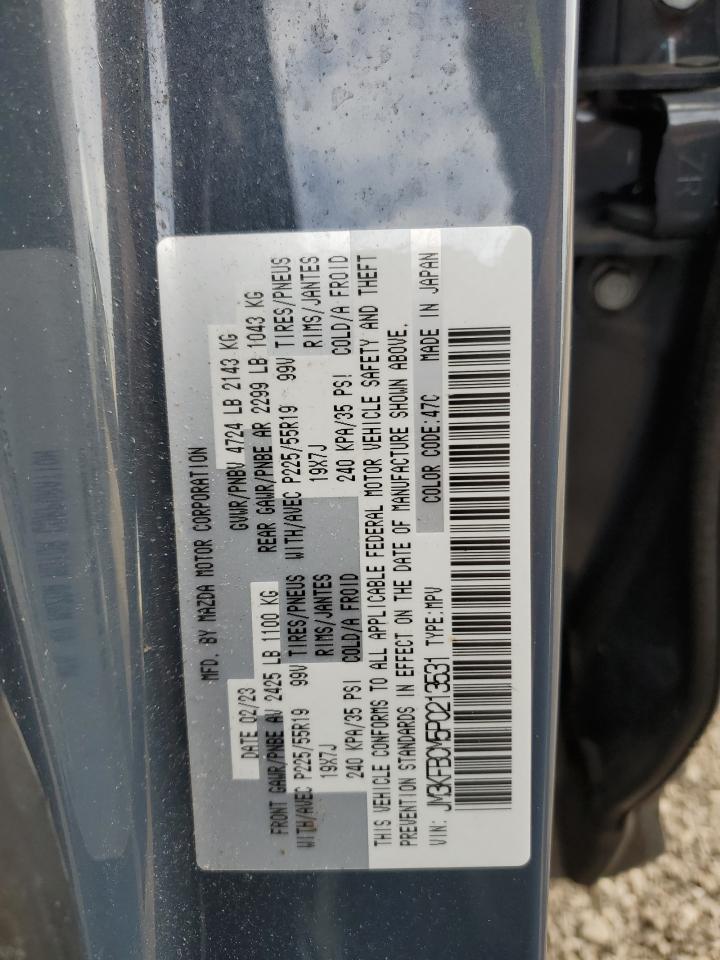 MFD. BY MAZDA MOTOR CORPORATION
DATE 02/23
GVWR/PNBV 4724 LB 2143 KG
FRONT GAWR/PNBE AV 2425 LB 1100 KG
REAR GAWR/PNBE AR 2299 LB 1043 KG
WITH/AVEC P225/55R19 99V TIRES/PNEUS
WITH/AVEC P225/55R19 99V TIRES/PNEUS
19X7J RIMS/JANTES
19X7J RIMS/JANTES
240 KPA/35 PSI COLD/A FROID
240 KPA/35 PSI COLD/A FROID
THIS VEHICLE CONFORMS TO ALL APPLICABLE FEDERAL MOTOR VEHICLE SAFETY AND THEFT
PREVENTION STANDARDS IN EFFECT ON THE DATE OF MANUFACTURE SHOWN ABOVE.
VIN: JM3KFBCM5P0213531 TYPE:MPV COLOR CODE:47C MADE IN JAPAN